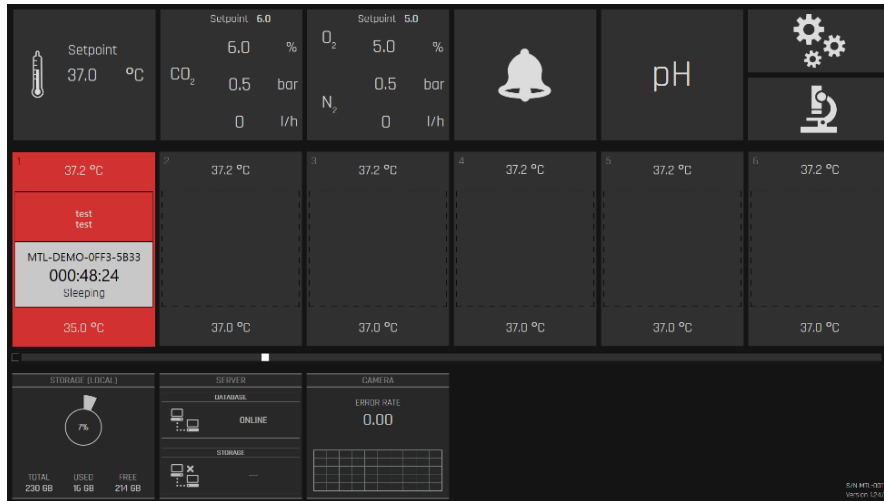 Setpoint
37.0 °C
Setpoint 6.0
6.0 %
CO2
0.5 bar
0 l/h
Setpoint 5.0
O2
5.0 %
0.5 bar
N2
0 l/h
pH
1
37.2 °C
test
test
MTL-DEMO-0FF3-5B33
000:48:24
Sleeping
35.0 °C
2
37.2 °C
37.0 °C
3
37.2 °C
37.0 °C
4
37.2 °C
37.0 °C
5
37.2 °C
37.0 °C
6
37.2 °C
37.0 °C
STORAGE (LOCAL)
7%
TOTAL USED FREE
230 GB 16 GB 214 GB
SERVER
DATABASE
ONLINE
STORAGE
---
CAMERA
ERROR RATE
0.00